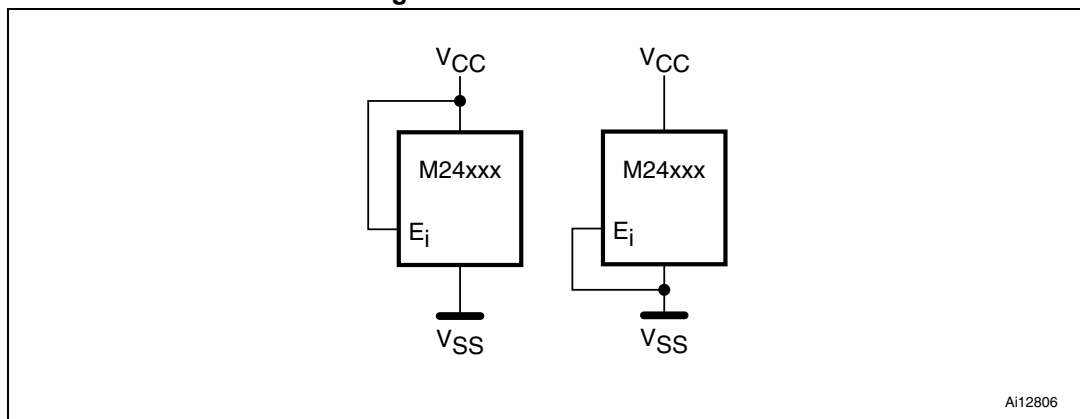 g
VCC
VCC
M24xxx
M24xxx
Ei
Ei
VSS
VSS
Ai12806